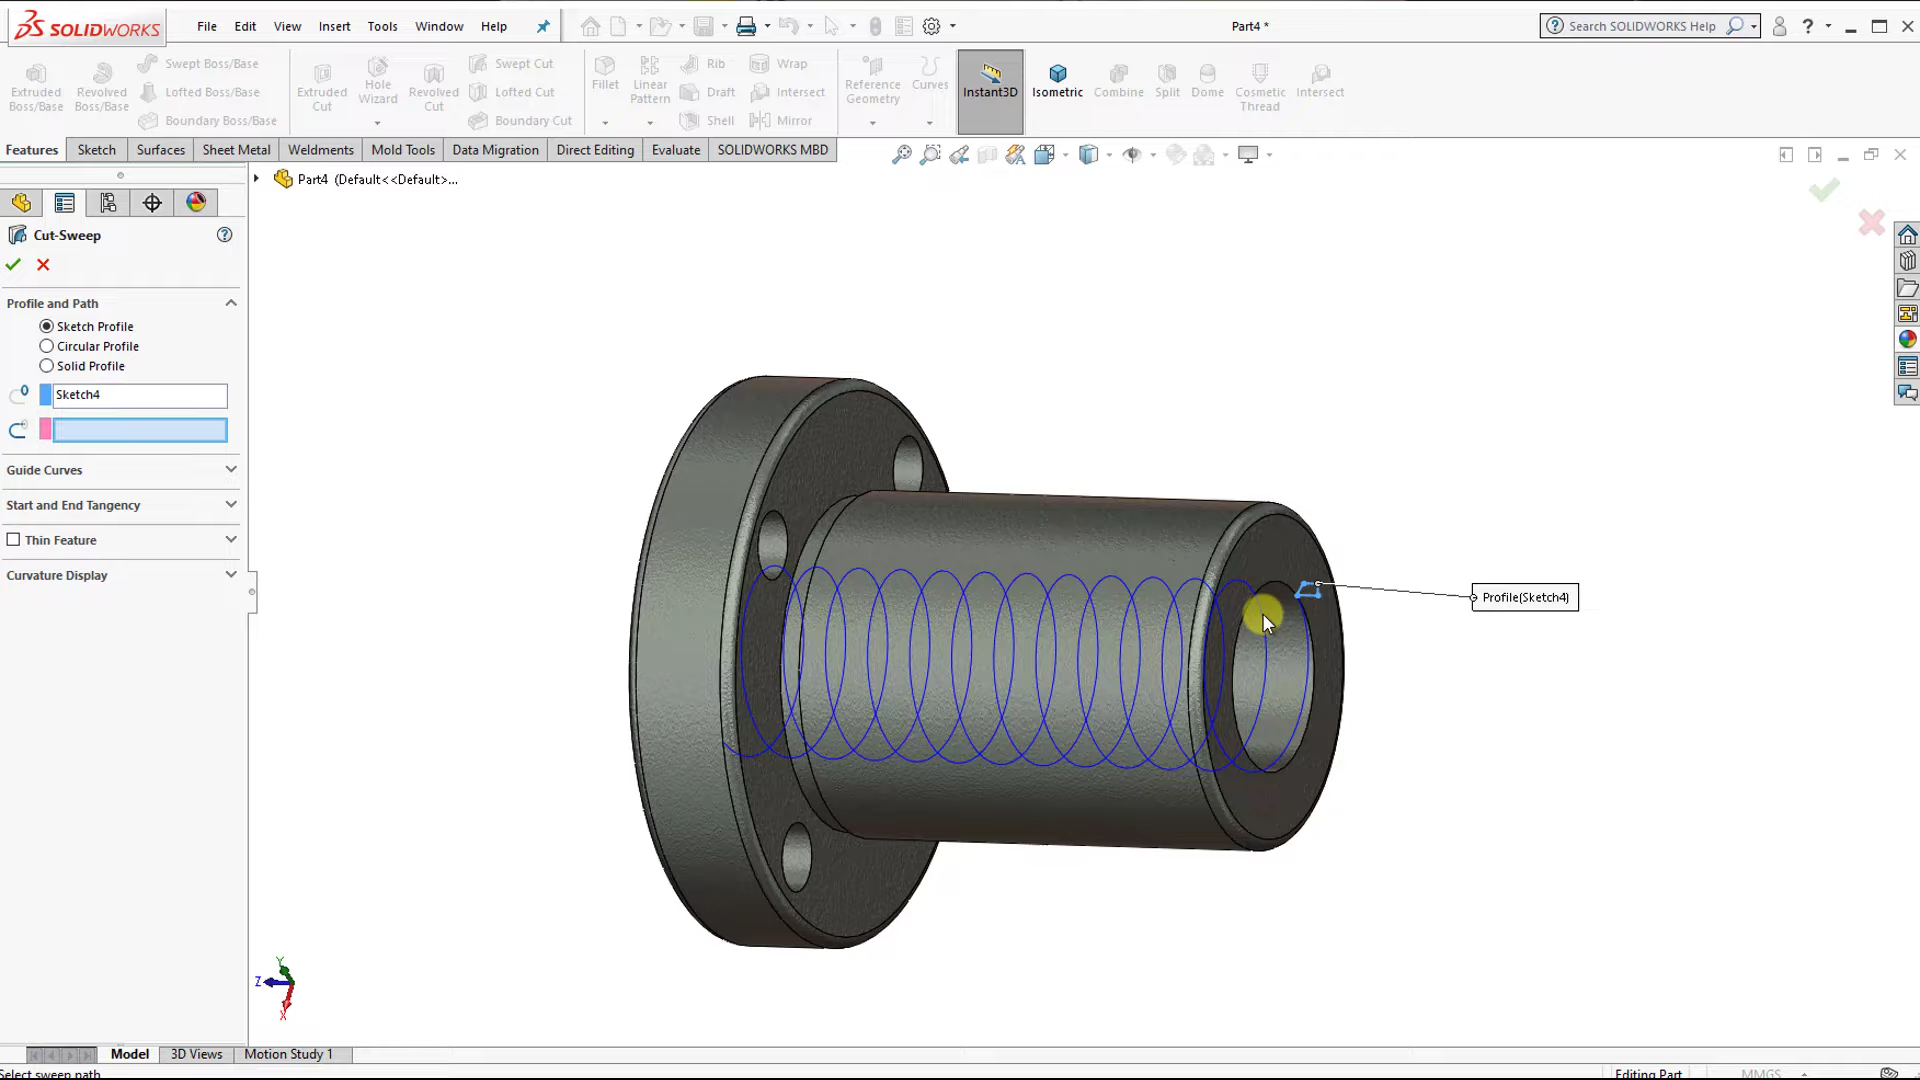 SOLIDWORKS
File Edit View Insert Tools Window Help
Part4 *
Search SOLIDWORKS Help
Extruded Boss/Base
Revolved Boss/Base
Swept Boss/Base
Lofted Boss/Base
Boundary Boss/Base
Extruded Cut
Hole Wizard
Revolved Cut
Swept Cut
Lofted Cut
Boundary Cut
Fillet
Linear Pattern
Rib
Draft
Shell
Wrap
Intersect
Mirror
Reference Geometry
Curves
Instant3D
Isometric
Combine
Split
Dome
Cosmetic Thread
Intersect
Features Sketch Surfaces Sheet Metal Weldments Mold Tools Data Migration Direct Editing Evaluate SOLIDWORKS MBD
Part4 (Default<<Default>...
Cut-Sweep
Profile and Path
Sketch Profile
Circular Profile
Solid Profile
Sketch4
Guide Curves
Start and End Tangency
Thin Feature
Curvature Display
Profile(Sketch4)
Y
Z
X
Model 3D Views Motion Study 1
Select sweep path
Editing Part
MMGS